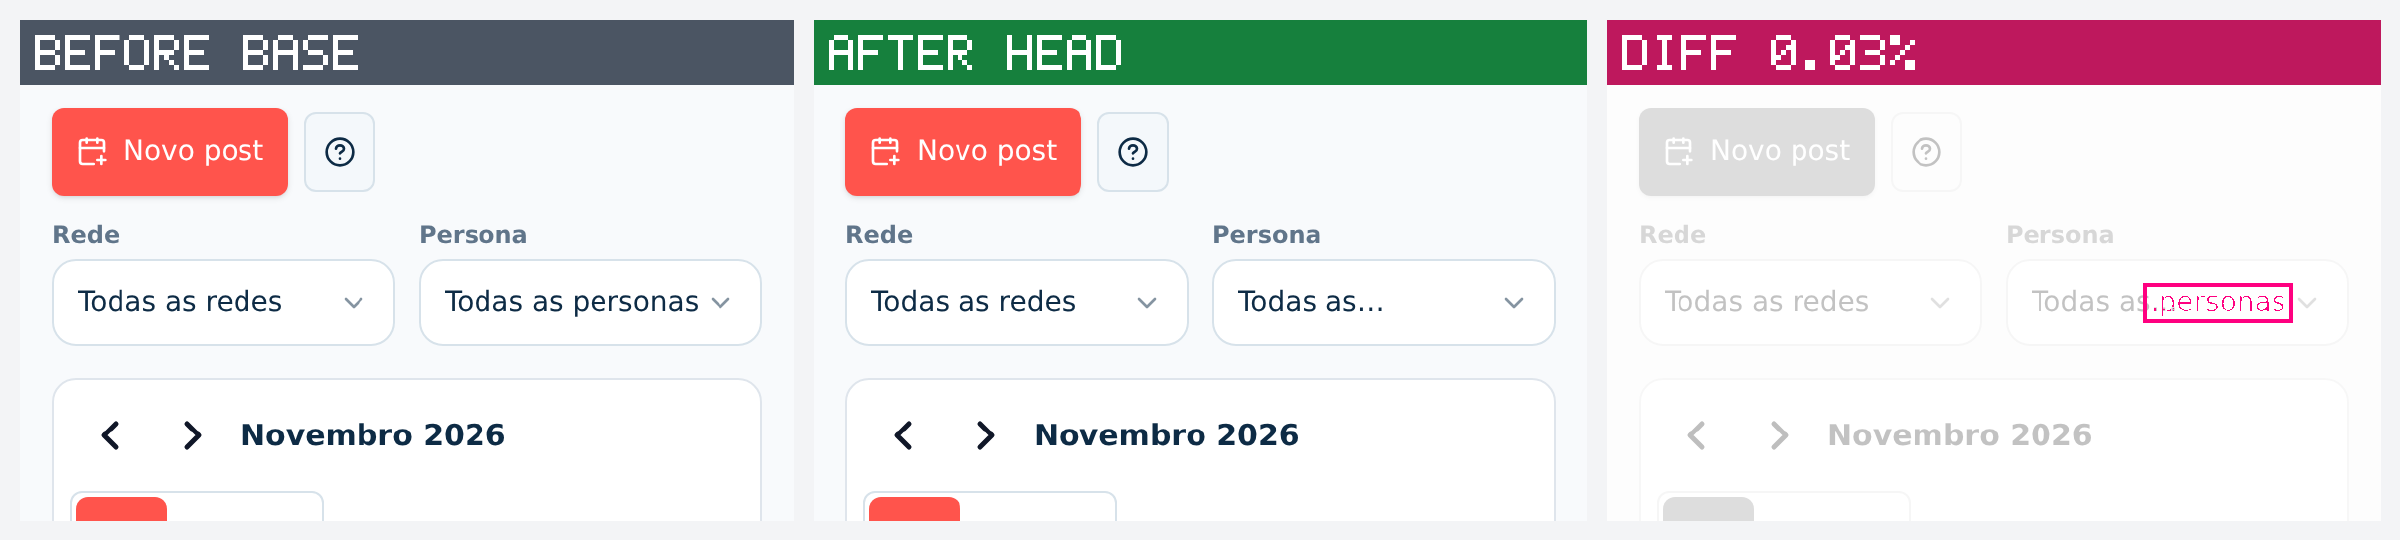 BEFORE BASE
Novo post
Rede
Persona
Todas as redes
Todas as personas
Novembro 2026
AFTER HEAD
Novo post
Rede
Persona
Todas as redes
Todas as...
Novembro 2026
DIFF 0.03%
Novo post
Rede
Persona
Todas as redes
Todas as personas
Novembro 2026